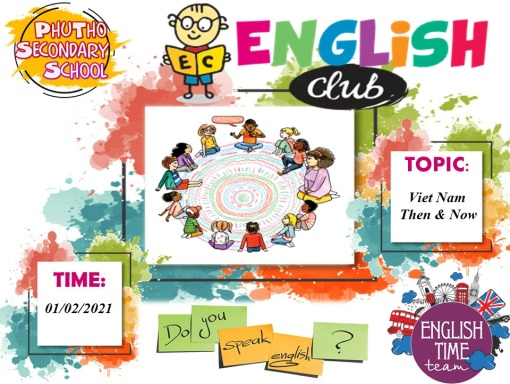 PHUTHO
SECONDARY
SCHOOL
EC
ENGLiSH
club
TOPIC:
Viet Nam
Then & Now
TIME:
01/02/2021
Do you
speak
english
?
ENGLISH
TIME
team